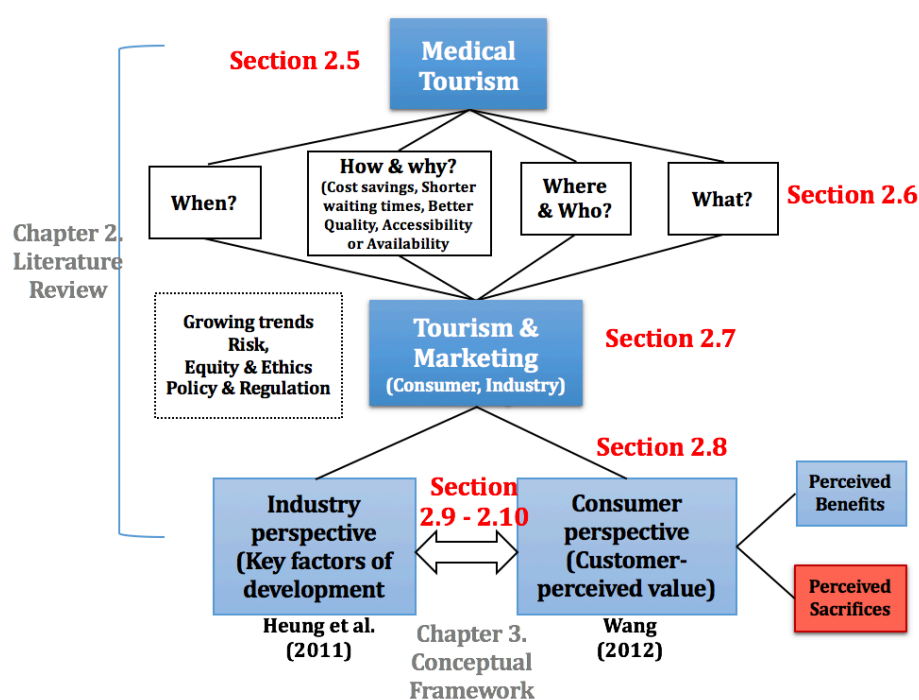 Section 2.5
Medical
Tourism
When?
How & why?
(Cost savings, Shorter
waiting times, Better
Quality, Accessibility
or Availability
Where
& Who?
What?
Section 2.6
Chapter 2.
Literature
Review
Growing trends
Risk,
Equity & Ethics
Policy & Regulation
Tourism &
Marketing
(Consumer, Industry)
Section 2.7
Section 2.8
Industry
perspective
(Key factors of
development
Section
2.9 - 2.10
Consumer
perspective
(Customer-
perceived value)
Perceived
Benefits
Perceived
Sacrifices
Heung et al.
(2011)
Chapter 3.
Conceptual
Framework
Wang
(2012)